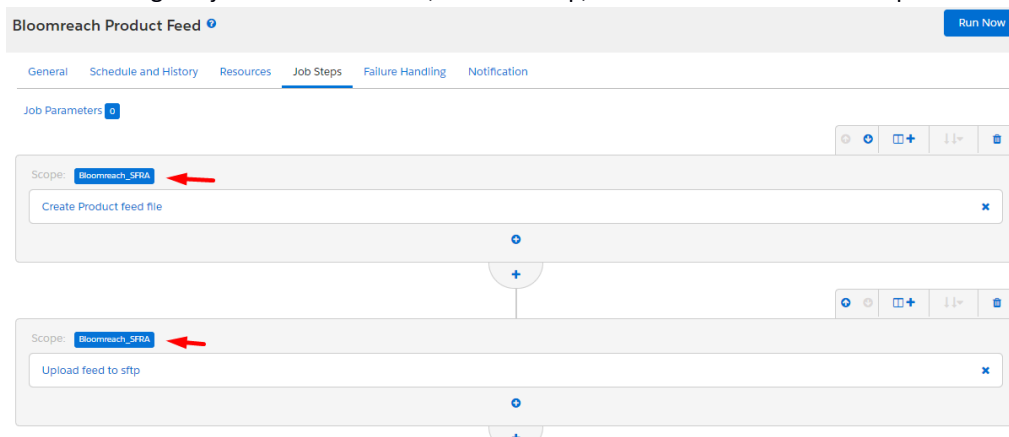 Bloomreach Product Feed
Run Now
General Schedule and History Resources Job Steps Failure Handling Notification
Job Parameters 0
Scope: Bloomreach_SFRA
Create Product feed file
Scope: Bloomreach_SFRA
Upload feed to sftp